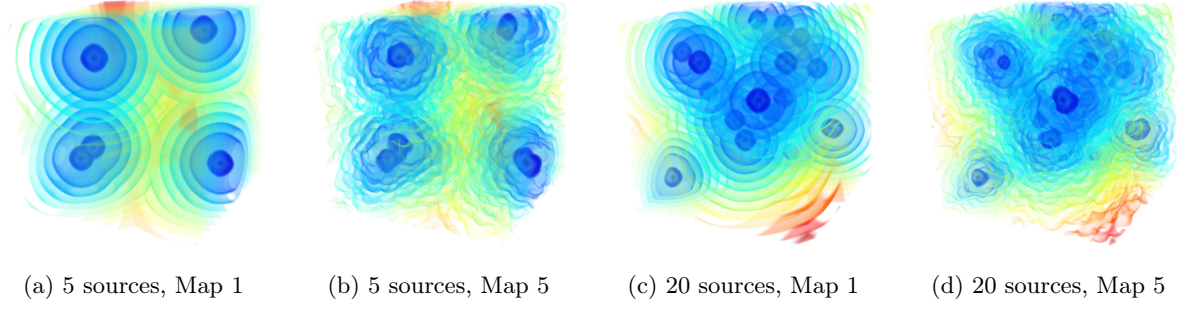 (a) 5 sources, Map 1
(b) 5 sources, Map 5
(c) 20 sources, Map 1
(d) 20 sources, Map 5